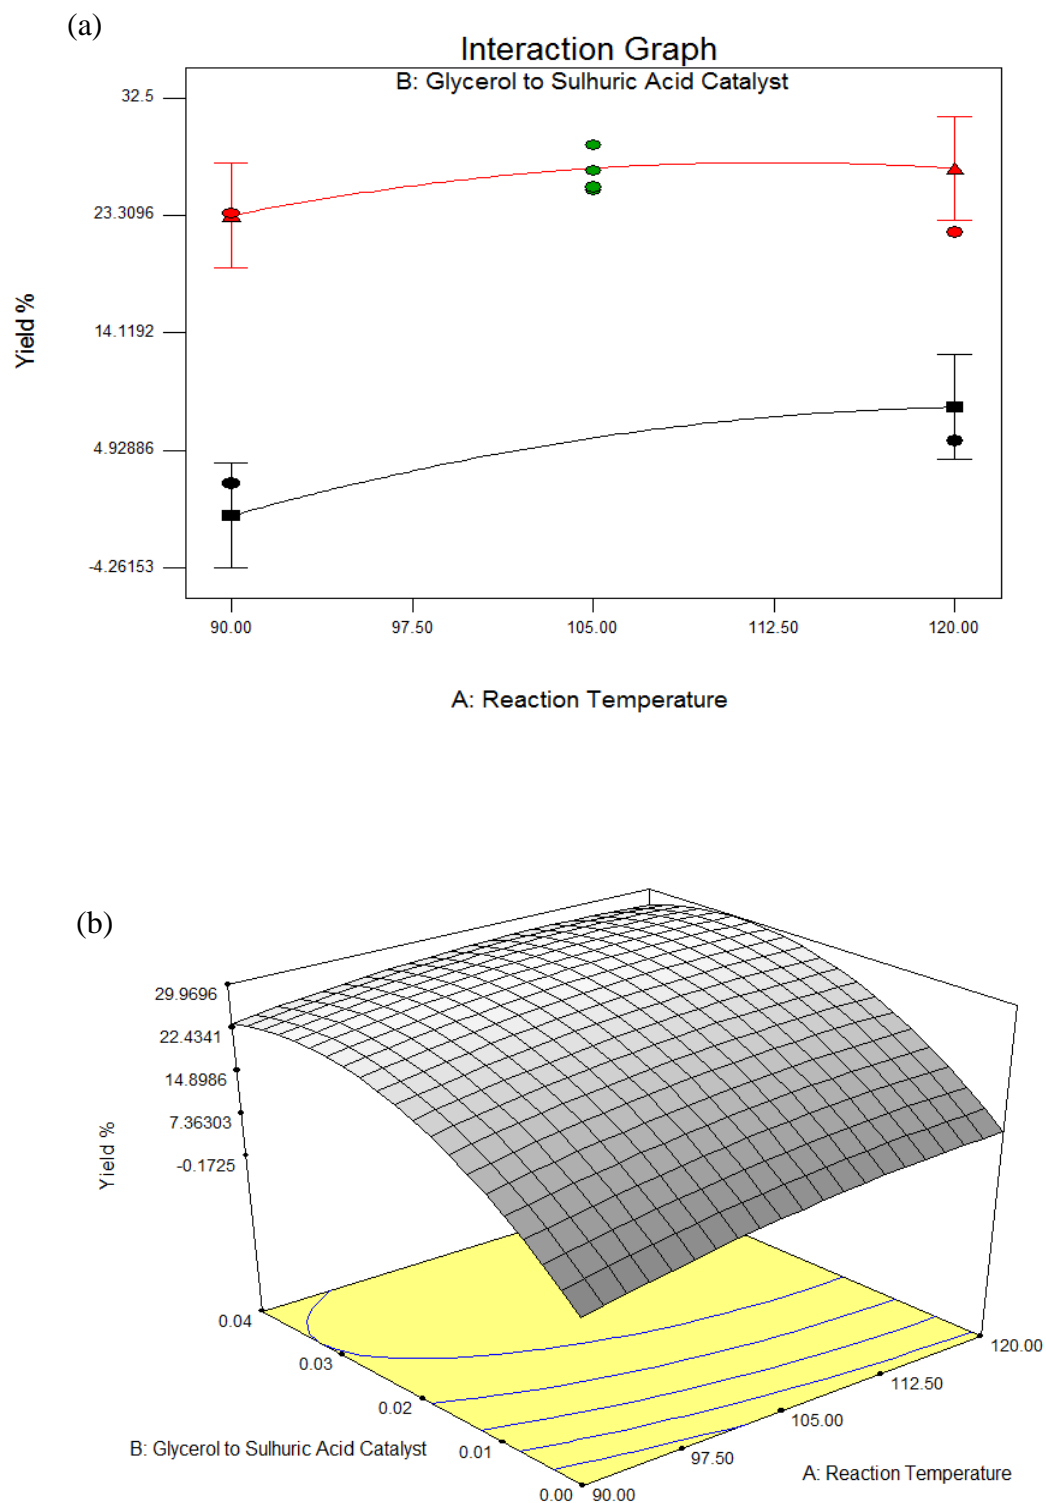 (a)
Interaction Graph
B: Glycerol to Sulhuric Acid Catalyst
32.5
23.3096
14.1192
4.92886
-4.26153
Yield %
90.00 97.50 105.00 112.50 120.00
A: Reaction Temperature
(b)
29.9696
22.4341
14.8986
7.36303
-0.1725
Yield %
0.04
0.03
0.02
0.01
0.00
B: Glycerol to Sulhuric Acid Catalyst
90.00
97.50
105.00
112.50
120.00
A: Reaction Temperature